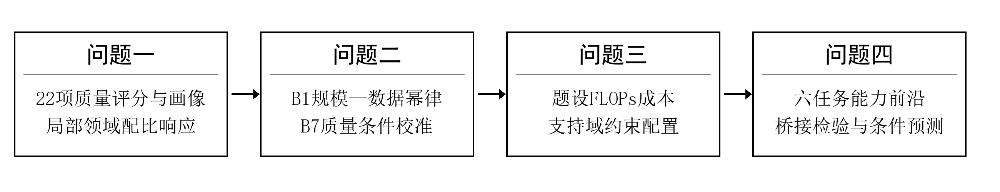 问题一
22项质量评分与画像
局部领域配比响应
问题二
B1规模—数据幂律
B7质量条件校准
问题三
题设FLOPs成本
支持域约束配置
问题四
六任务能力前沿
桥接检验与条件预测